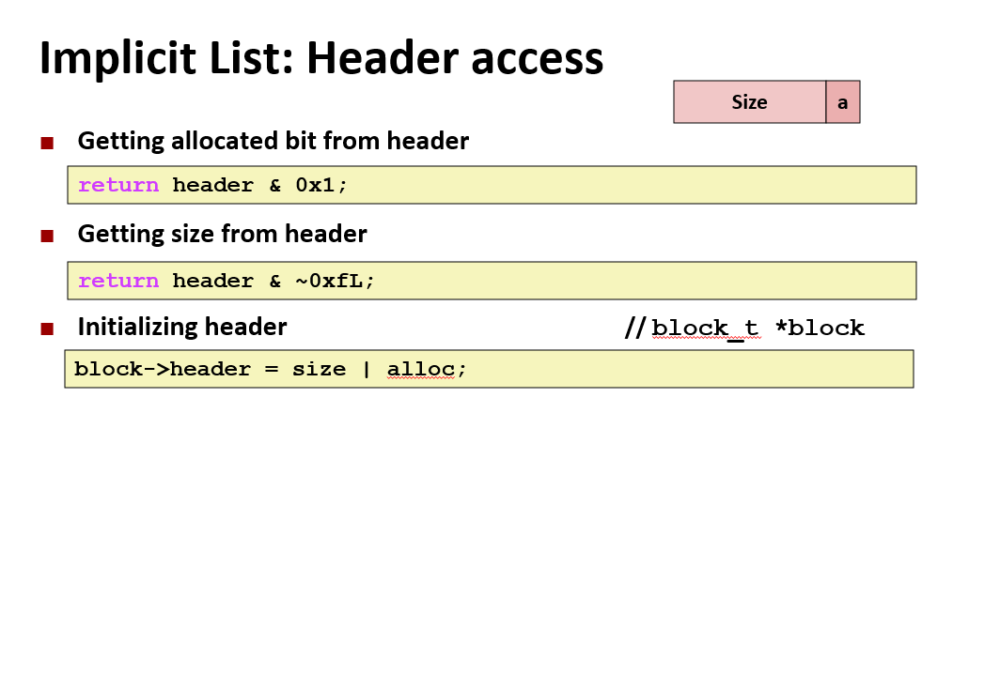 Implicit List: Header access
Size a
Getting allocated bit from header
return header & 0x1;
Getting size from header
return header & ~0xfL;
Initializing header // block_t *block
block->header = size | alloc;